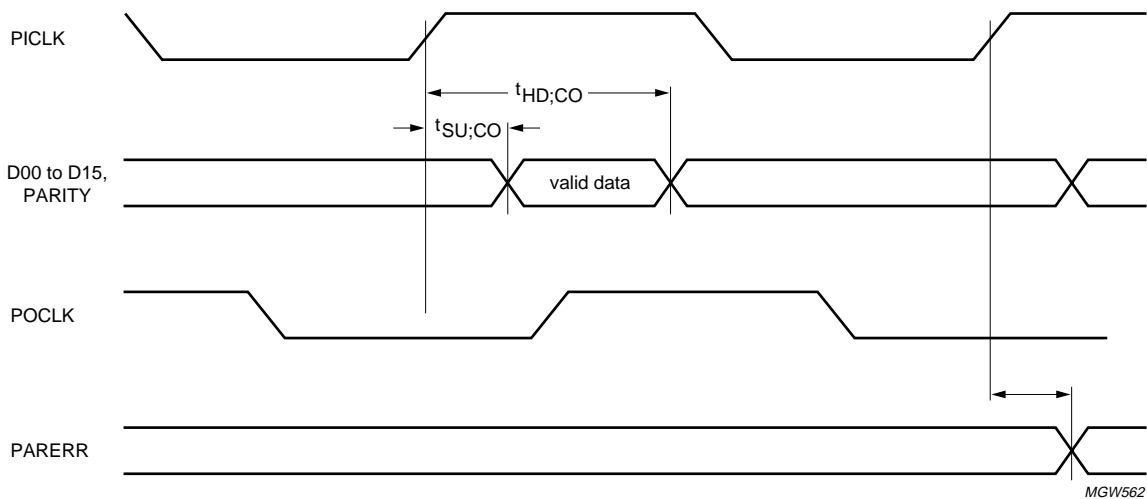 PICLK
tHD;CO
tSU;CO
D00 to D15,
PARITY
valid data
POCLK
PARERR
MGW562